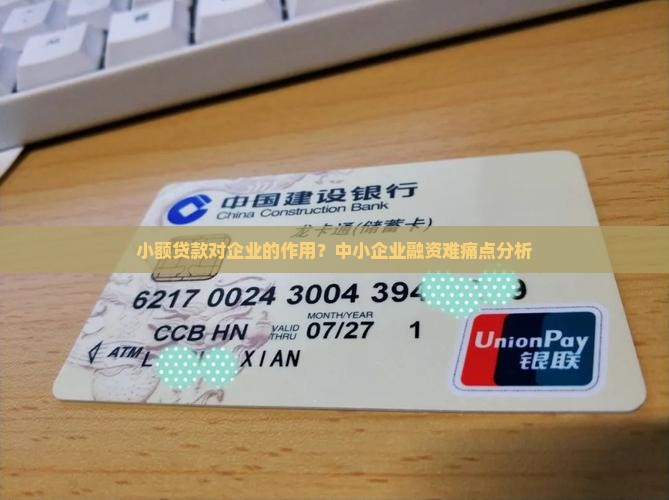 中国建设银行
China Construction Bank
龙卡通(储蓄卡)
小额贷款对企业的作用？中小企业融资难痛点分析
6217 0024 3004 394 9
MONTH/YEAR
CCB HN VALID THRU 07/27 1
ATM L XIAN
UnionPay
银联